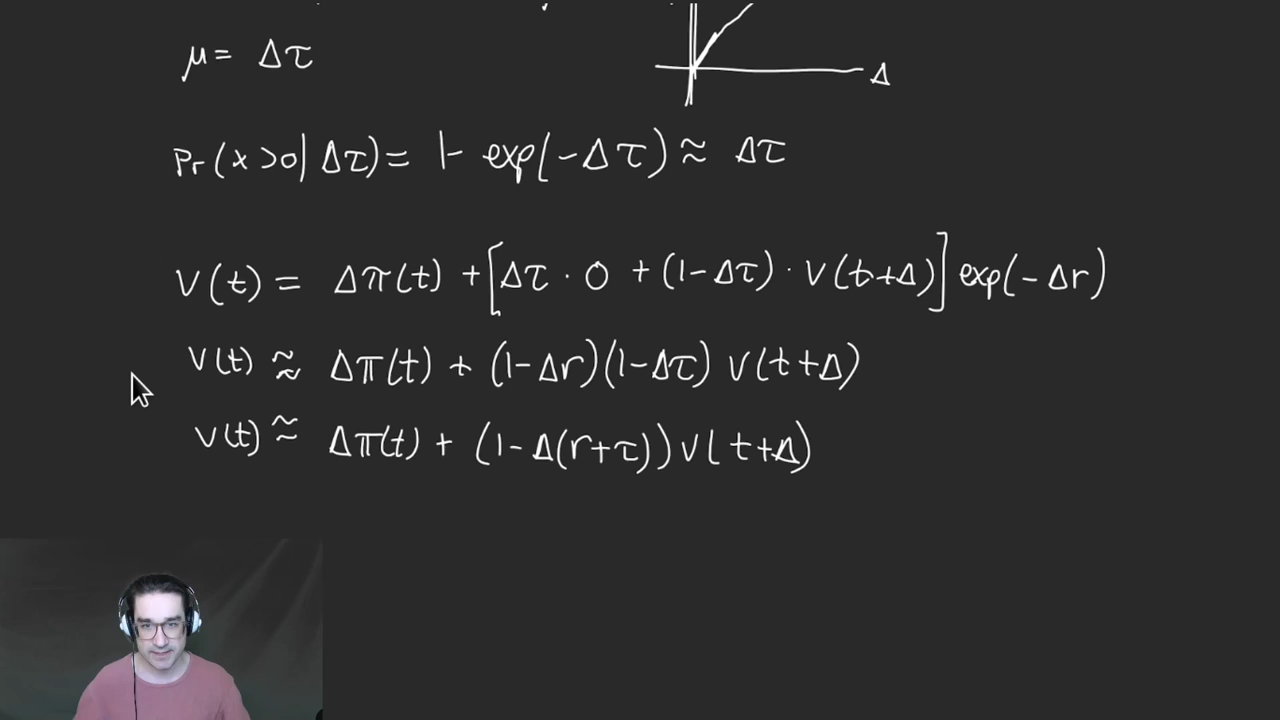 μ = Δτ
Δ
Pr(x>0|Δτ) = 1- exp(-Δτ) ≈ Δτ
V(t) = Δπ(t) + [Δτ · 0 + (1-Δτ) · V(t+Δ)] exp(-Δr)
V(t) ≈ Δπ(t) + (1-Δr)(1-Δτ) V(t+Δ)
V(t) ≈ Δπ(t) + (1-Δ(r+τ)) V(t+Δ)